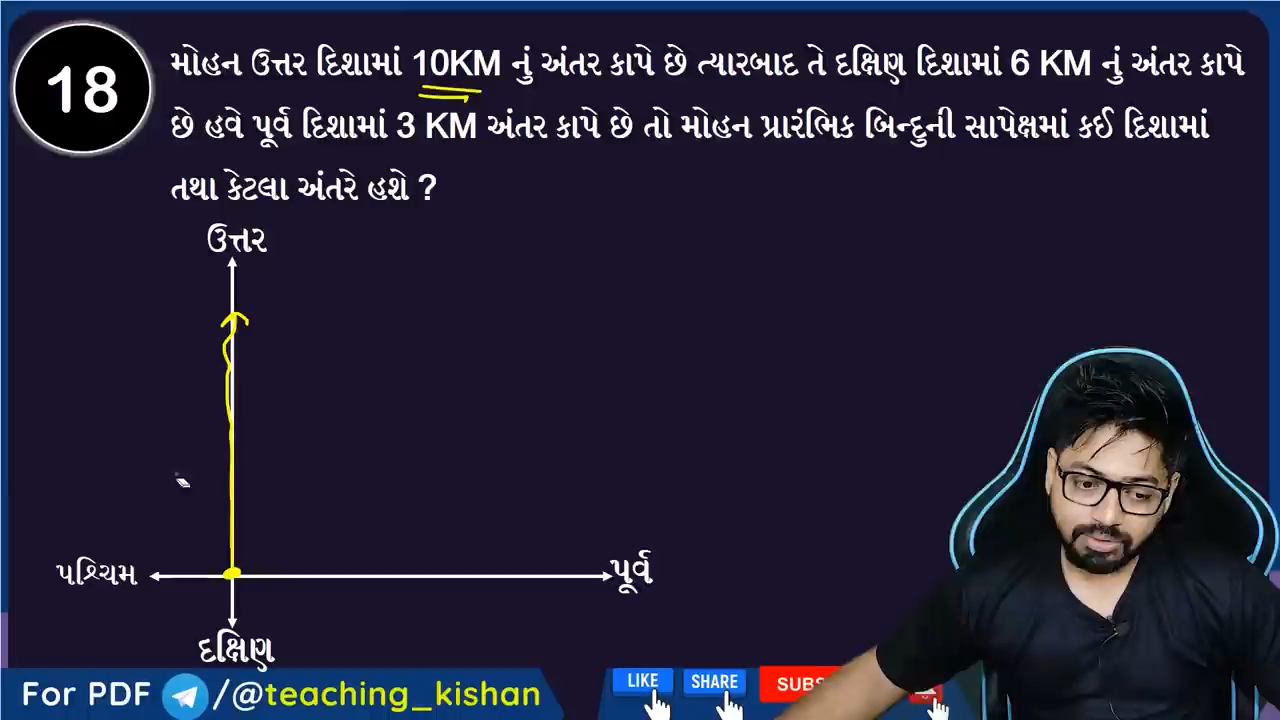 18
મોહન ઉત્તર દિશામાં 10KM નું અંતર કાપે છે ત્યારબાદ તે દક્ષિણ દિશામાં 6 KM નું અંતર કાપે
છે હવે પૂર્વ દિશામાં 3 KM અંતર કાપે છે તો મોહન પ્રારંભિક બિન્દુની સાપેક્ષમાં કઈ દિશામાં
તથા કેટલા અંતરે હશે ?
ઉત્તર
પશ્ચિમ
પૂર્વ
દક્ષિણ
For PDF /@teaching_kishan
LIKE
SHARE